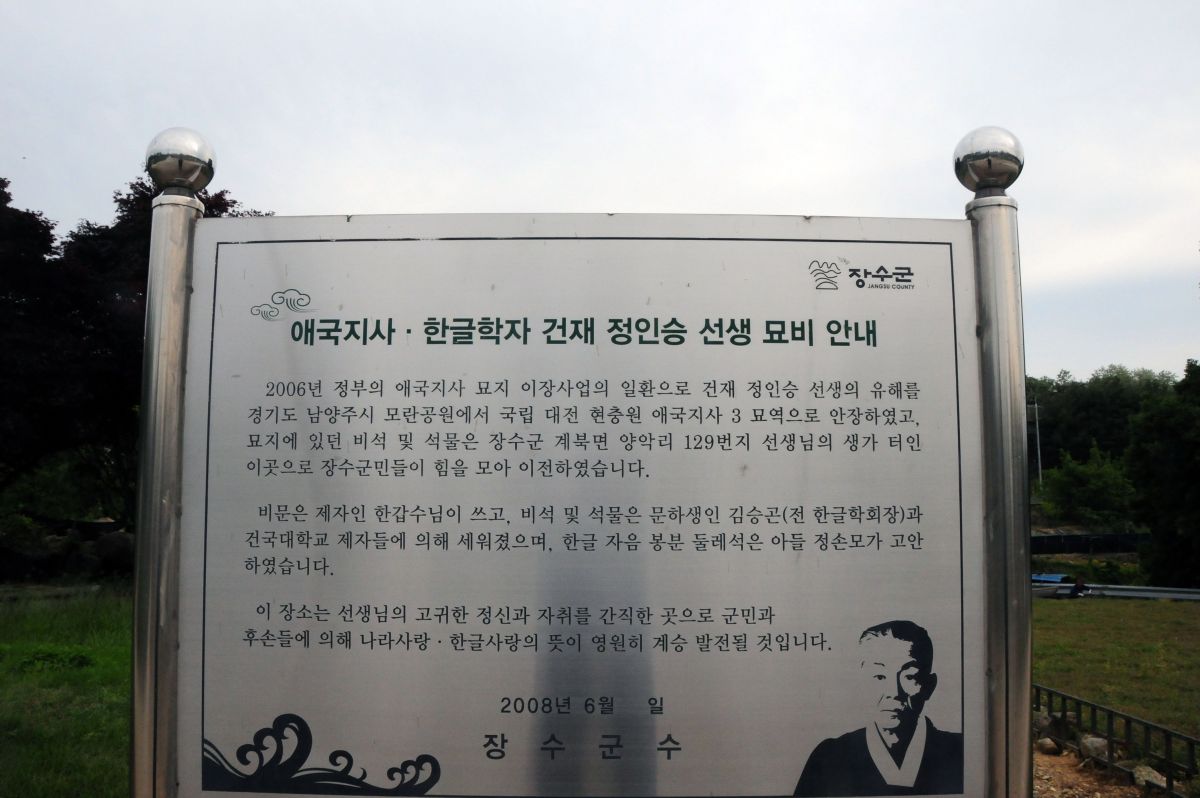 장수군
JANGSU COUNTY
애국지사 · 한글학자 건재 정인승 선생 묘비 안내
2006년 정부의 애국지사 묘지 이장사업의 일환으로 건재 정인승 선생의 유해를
경기도 남양주시 모란공원에서 국립 대전 현충원 애국지사 3 묘역으로 안장하였고,
묘지에 있던 비석 및 석물은 장수군 계북면 양악리 129번지 선생님의 생가 터인
이곳으로 장수군민들이 힘을 모아 이전하였습니다.
비문은 제자인 한갑수님이 쓰고, 비석 및 석물은 문하생인 김승곤(전 한글학회장)과
건국대학교 제자들에 의해 세워졌으며, 한글 자음 봉분 둘레석은 아들 정손모가 고안
하였습니다.
이 장소는 선생님의 고귀한 정신과 자취를 간직한 곳으로 군민과
후손들에 의해 나라사랑 · 한글사랑의 뜻이 영원히 계승 발전될 것입니다.
2008년 6월 일
장 수 군 수